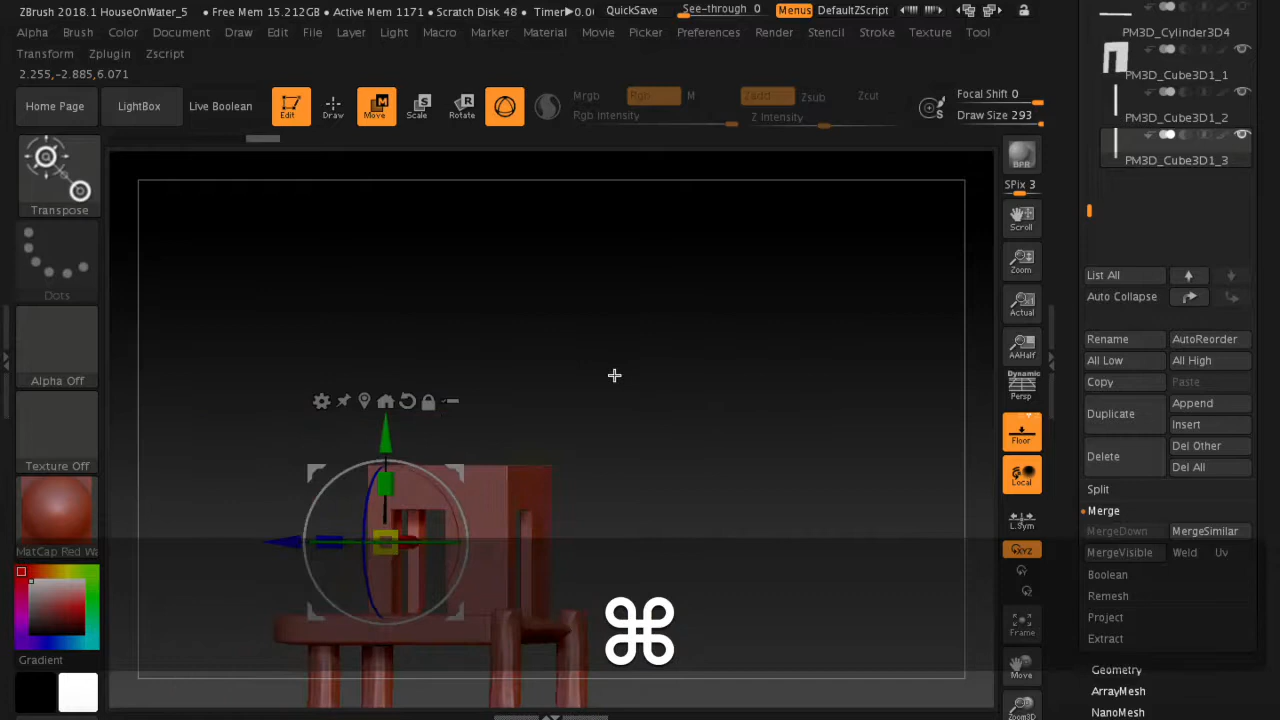 ZBrush 2018.1 HouseOnWater_5 • Free Mem 15.212GB • Active Mem 1171 • Scratch Disk 48 • Timer▶0.00 QuickSave See-through 0 Menus DefaultZScript
Alpha Brush Color Document Draw Edit File Layer Light Macro Marker Material Movie Picker Preferences Render Stencil Stroke Texture Tool
Transform Zplugin Zscript
2.255,-2.885,6.071
Home Page LightBox Live Boolean Edit Draw Move Scale Rotate
Mrgb Rgb M Zadd Zsub Zcut
Rgb Intensity Z Intensity
Focal Shift 0
Draw Size 293
Transpose
Dots
Alpha Off
Texture Off
MatCap Red Wa
Gradient
BPR
SPix 3
Scroll
Zoom
Actual
AAHalf
Dynamic
Persp
Floor
Local
L.Sym
XYZ
Frame
Move
Zoom3D
PM3D_Cylinder3D4
PM3D_Cube3D1_1
PM3D_Cube3D1_2
PM3D_Cube3D1_3
List All
Auto Collapse
Rename AutoReorder
All Low All High
Copy Paste
Duplicate Append
Insert
Delete Del Other
Del All
Split
Merge
MergeDown MergeSimilar
MergeVisible Weld Uv
Boolean
Remesh
Project
Extract
Geometry
ArrayMesh
NanoMesh